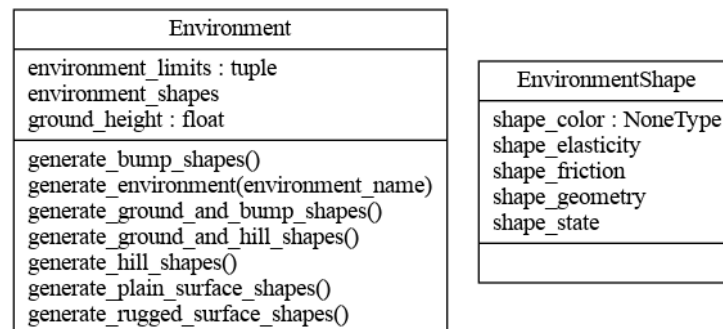 Environment
environment_limits : tuple
environment_shapes
ground_height : float
generate_bump_shapes()
generate_environment(environment_name)
generate_ground_and_bump_shapes()
generate_ground_and_hill_shapes()
generate_hill_shapes()
generate_plain_surface_shapes()
generate_rugged_surface_shapes()
EnvironmentShape
shape_color : NoneType
shape_elasticity
shape_friction
shape_geometry
shape_state